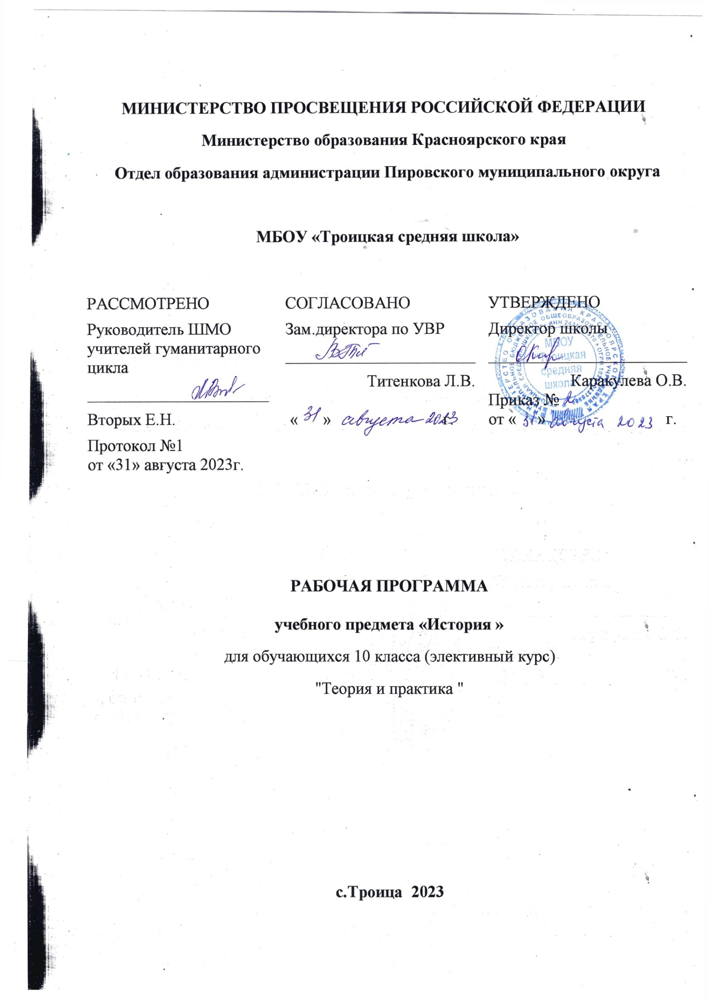 МИНИСТЕРСТВО ПРОСВЕЩЕНИЯ РОССИЙСКОЙ ФЕДЕРАЦИИ
Министерство образования Красноярского края
Отдел образования администрации Пировского муниципального округа
МБОУ «Троицкая средняя школа»
РАССМОТРЕНО
Руководитель ШМО
учителей гуманитарного
цикла
Вторых Е.Н.
Протокол №1
от «31» августа 2023г.
СОГЛАСОВАНО
Зам.директора по УВР
Титенкова Л.В.
« 31 » августа 2023 г.
УТВЕРЖДЕНО
Директор школы
Каракулева О.В.
Приказ № 2
от « 31 » августа 2023 г.
МБОУ
"Троицкая
средняя
школа"
РАБОЧАЯ ПРОГРАММА
учебного предмета «История »
для обучающихся 10 класса (элективный курс)
"Теория и практика "
с.Троица 2023